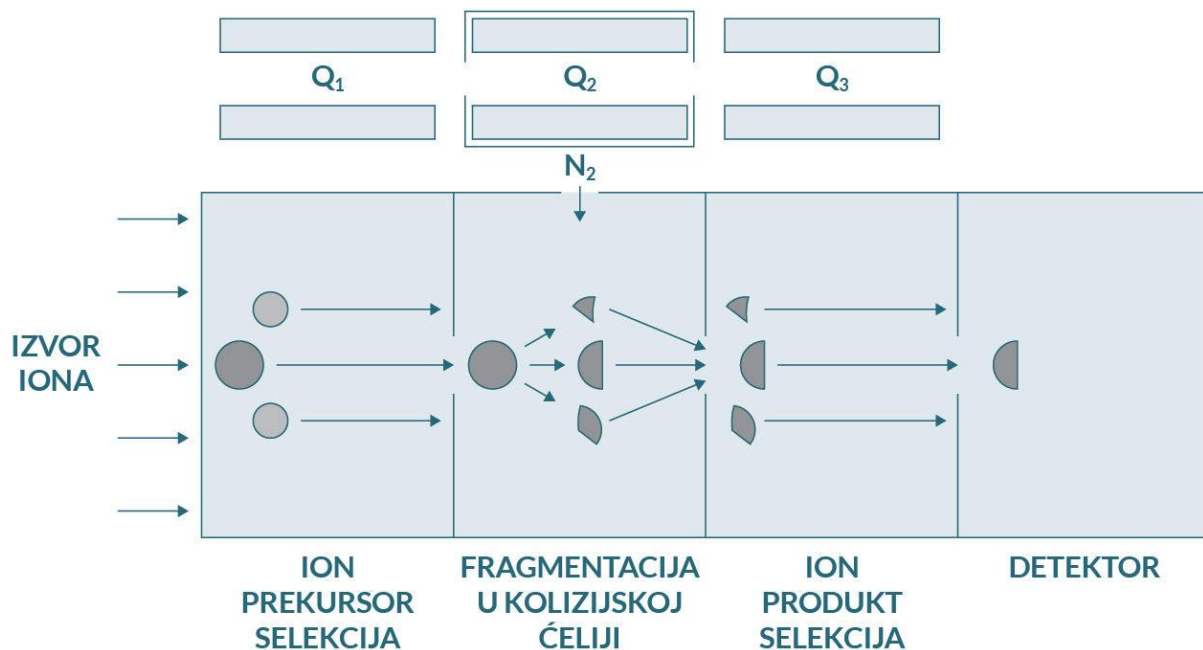 Q₁
Q₂
Q₃
N₂
IZVOR
IONA
ION
PREKURSOR
SELEKCIJA
FRAGMENTACIJA
U KOLIZIJSKOJ
ĆELIJI
ION
PRODUKT
SELEKCIJA
DETEKTOR